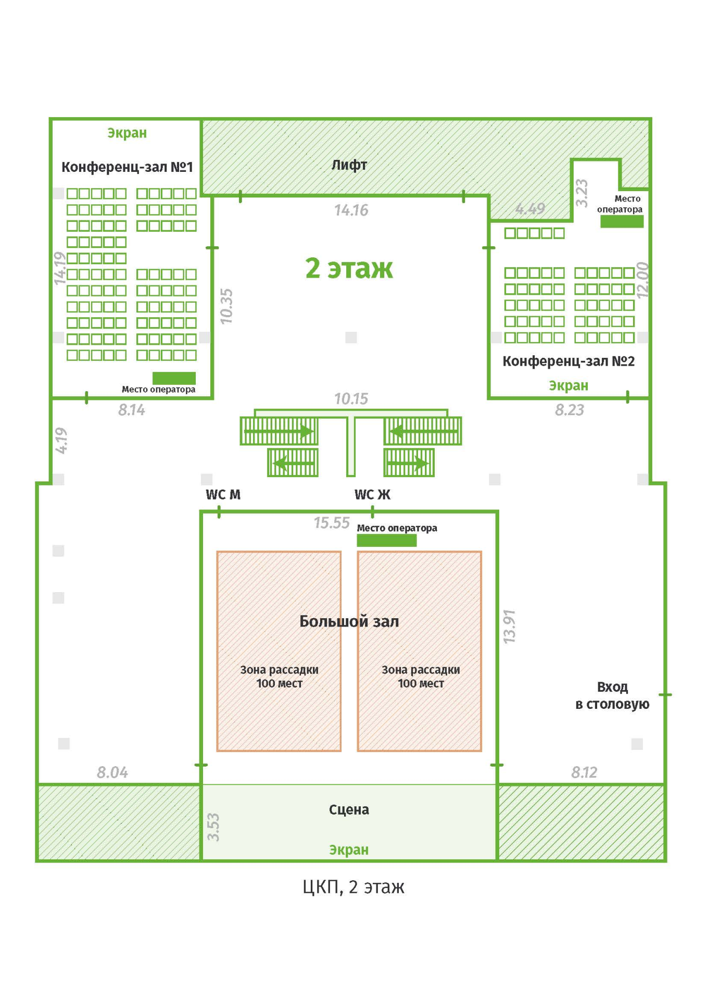 Экран
Конференц-зал №1
Лифт
14.16
4.49
3.23
Место
оператора
14.19
2 этаж
10.35
12.00
Конференц-зал №2
Экран
Место оператора
8.14
10.15
8.23
4.19
WC М
WC Ж
15.55
Место оператора
Большой зал
13.91
Зона рассадки
100 мест
Зона рассадки
100 мест
Вход
в столовую
8.04
8.12
Сцена
3.53
Экран
ЦКП, 2 этаж